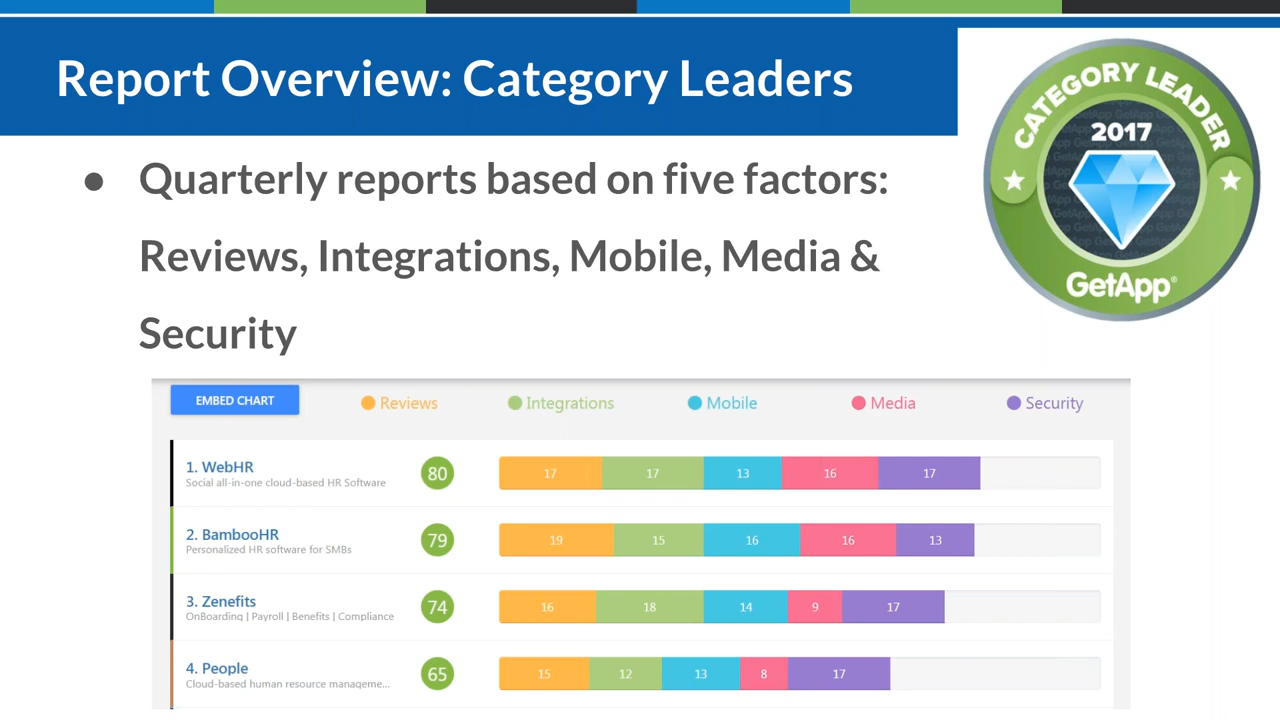 Report Overview: Category Leaders
CATEGORY LEADER
2017
GetApp®
● Quarterly reports based on five factors:
Reviews, Integrations, Mobile, Media &
Security
EMBED CHART
Reviews
Integrations
Mobile
Media
Security
1. WebHR
Social all-in-one cloud-based HR Software
80
17 17 13 16 17
2. BambooHR
Personalized HR software for SMBs
79
19 15 16 16 13
3. Zenefits
OnBoarding | Payroll | Benefits | Compliance
74
16 18 14 9 17
4. People
Cloud-based human resource manageme...
65
15 12 13 8 17